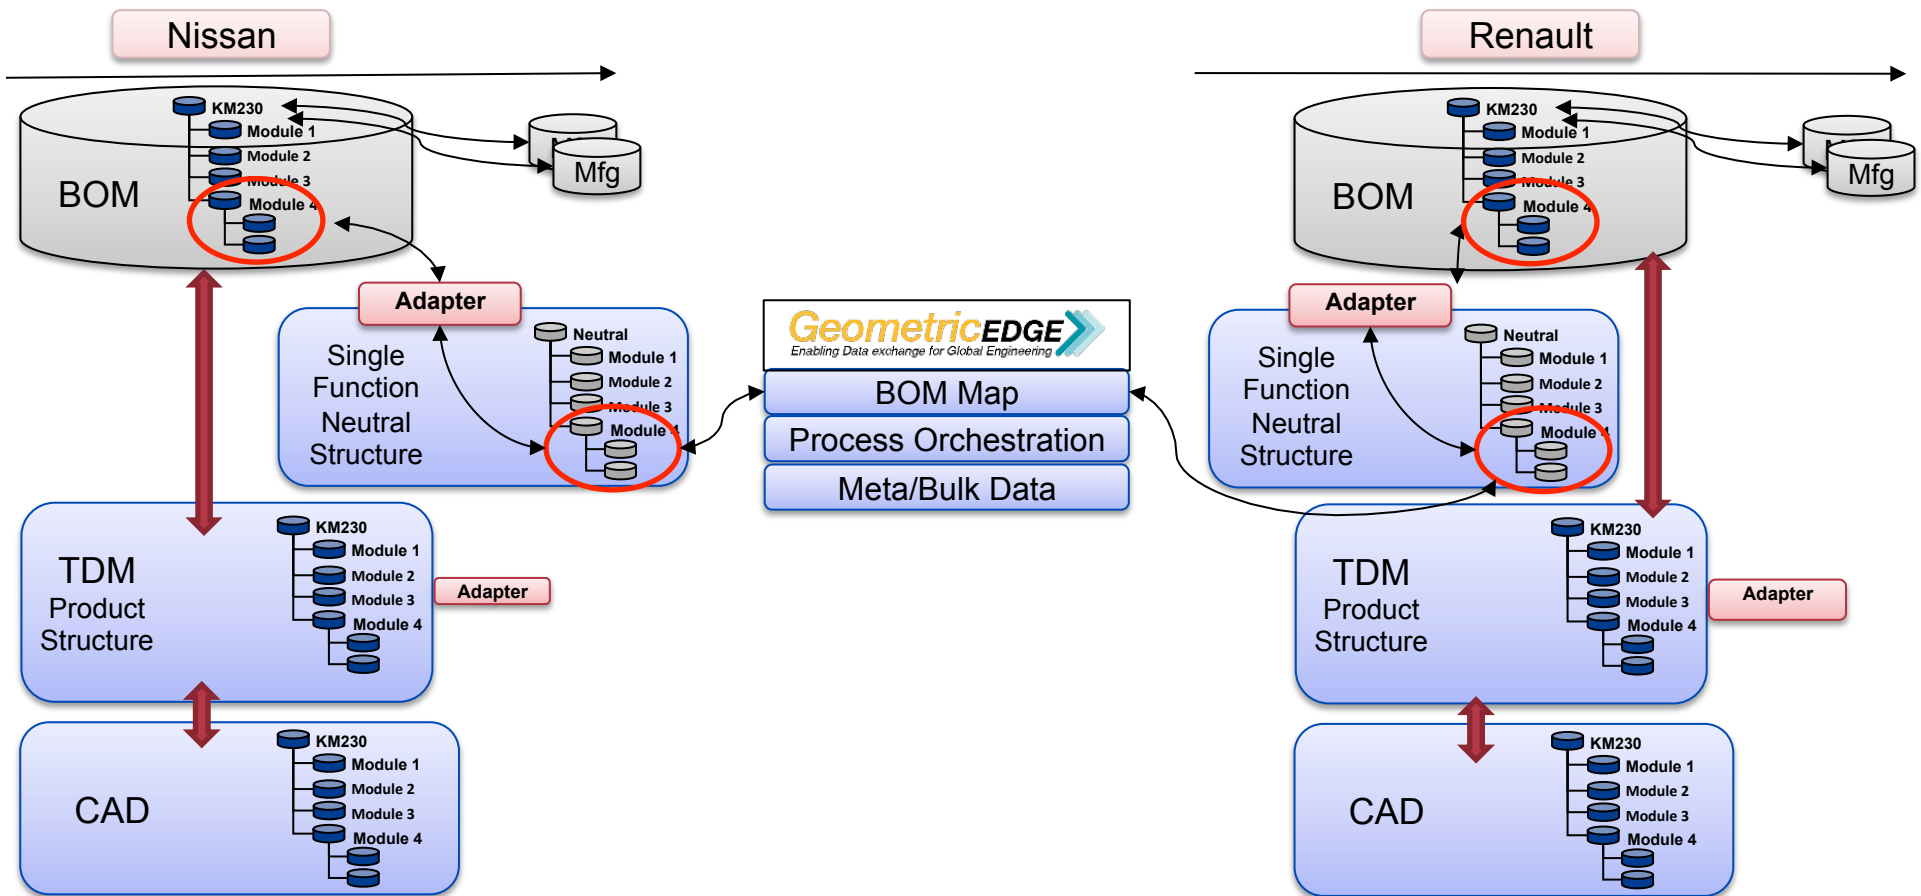 Nissan
KM230
Module 1
Module 2
Module 3
Module 4
BOM
Mfg
Adapter
Single
Function
Neutral
Structure
Neutral
Module 1
Module 2
Module 3
Module 4
TDM
Product
Structure
KM230
Module 1
Module 2
Module 3
Module 4
Adapter
CAD
KM230
Module 1
Module 2
Module 3
Module 4
GeometricEDGE
Enabling Data exchange for Global Engineering
BOM Map
Process Orchestration
Meta/Bulk Data
Renault
KM230
Module 1
Module 2
Module 3
Module 4
BOM
Mfg
Adapter
Single
Function
Neutral
Structure
Neutral
Module 1
Module 2
Module 3
Module 4
TDM
Product
Structure
KM230
Module 1
Module 2
Module 3
Module 4
Adapter
CAD
KM230
Module 1
Module 2
Module 3
Module 4